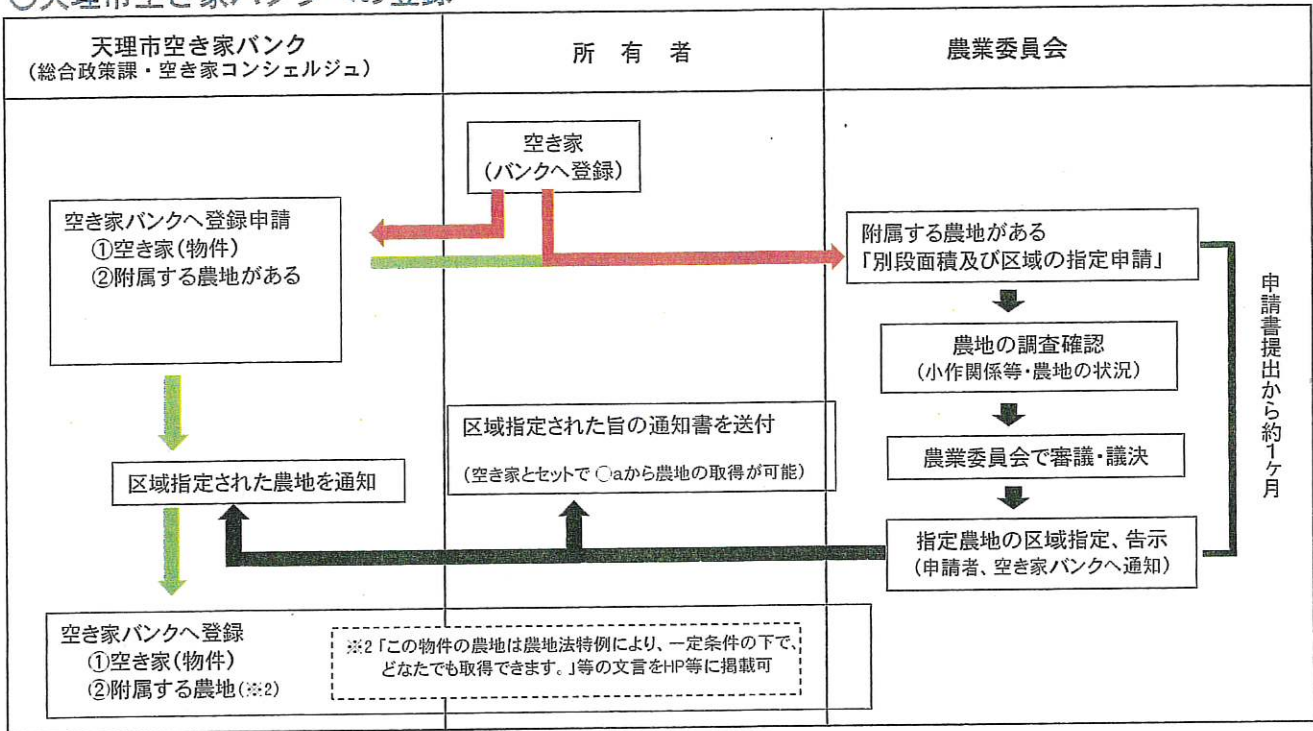 天理市空き家バンク
(総合政策課・空き家コンシェルジュ)
所 有 者
農業委員会
空き家
(バンクへ登録)
空き家バンクへ登録申請
①空き家(物件)
②附属する農地がある
附属する農地がある
「別段面積及び区域の指定申請」
農地の調査確認
(小作関係等・農地の状況)
農業委員会で審議・議決
指定農地の区域指定、告示
(申請者、空き家バンクへ通知)
申請書提出から約1ケ月
区域指定された旨の通知書を送付
(空き家とセットで ○aから農地の取得が可能)
区域指定された農地を通知
空き家バンクへ登録
①空き家(物件)
②附属する農地(※2)
※2「この物件の農地は農地法特例により、一定条件の下で、
どなたでも取得できます。」等の文言をHP等に掲載可